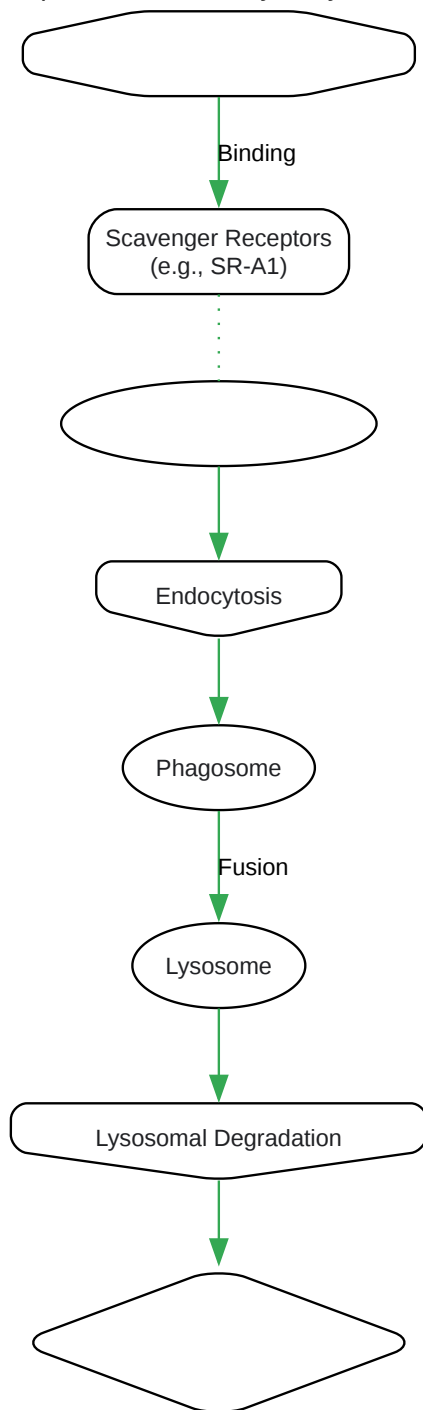 Binding
Scavenger Receptors
(e.g., SR-A1)
Endocytosis
Phagosome
Fusion
Lysosome
Lysosomal Degradation